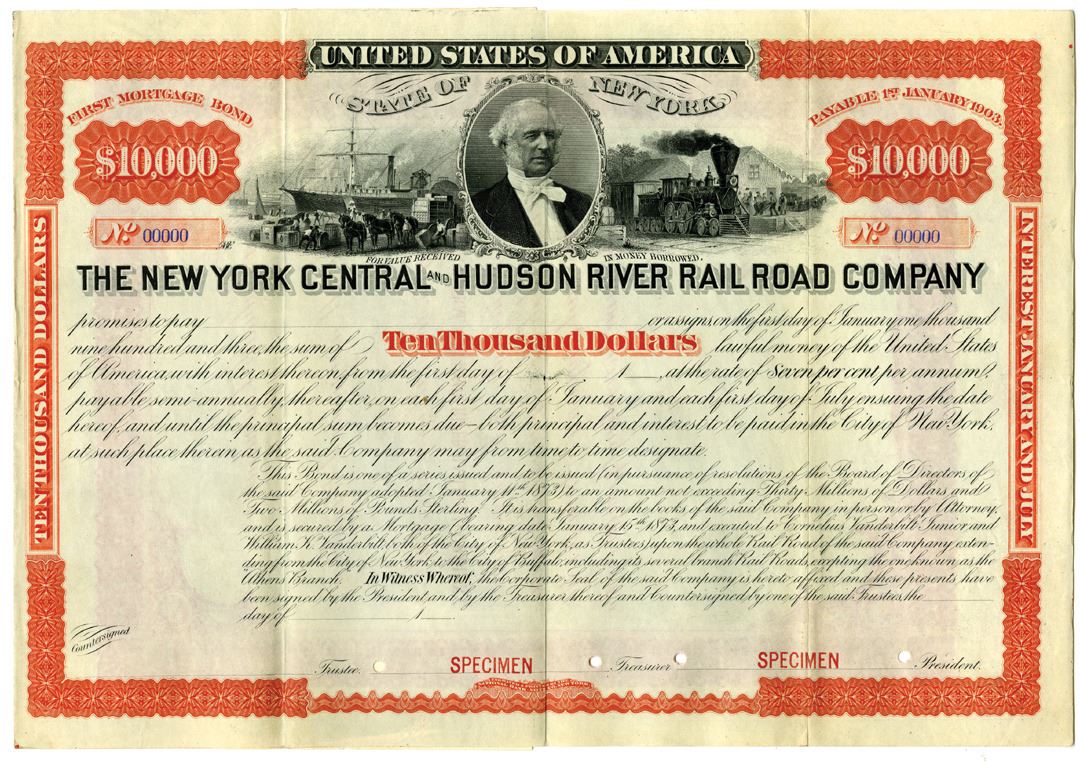 UNITED STATES OF AMERICA
STATE OF NEW YORK
FIRST MORTGAGE BOND
PAYABLE 1ST JANUARY 1903.
$10,000
$10,000
No 00000
No 00000
FOR VALUE RECEIVED
IN MONEY BORROWED,
THE NEW YORK CENTRAL AND HUDSON RIVER RAIL ROAD COMPANY
promises to pay or assigns, on the first day of January one thousand
nine hundred and three, the sum of Ten Thousand Dollars lawful money of the United States
of America, with interest thereon, from the first day of 1 , at the rate of Seven per cent per annum,
payable semi-annually, thereafter, on each first day of January and each first day of July ensuing the date
hereof, and until the principal sum becomes due – both principal and interest to be paid in the City of New York,
at such place therein as the said Company may from time to time designate.
This Bond is one of a series issued and to be issued (in pursuance of resolutions of the Board of Directors of
the said Company adopted January 11th 1873) to an amount not exceeding Thirty Millions of Dollars and
Two Millions of Pounds Sterling. It is transferable on the books of the said Company in person or by Attorney,
and is secured by a Mortgage (bearing date January 15th 1873, and executed to Cornelius Vanderbilt Junior and
William K. Vanderbilt, both of the City of New York, as Trustees) upon the whole Rail Road of the said Company exten-
ding from the City of New York to the City of Buffalo, including its several branch Rail Roads, excepting the one known as the
Athens Branch. In Witness Whereof, the Corporate Seal of the said Company is hereto affixed and these presents have
been signed by the President and by the Treasurer thereof and Countersigned by one of the said Trustees, the
day of 1 .
Countersigned
Trustee. SPECIMEN Treasurer SPECIMEN President.
TEN THOUSAND DOLLARS
INTEREST JANUARY AND JULY